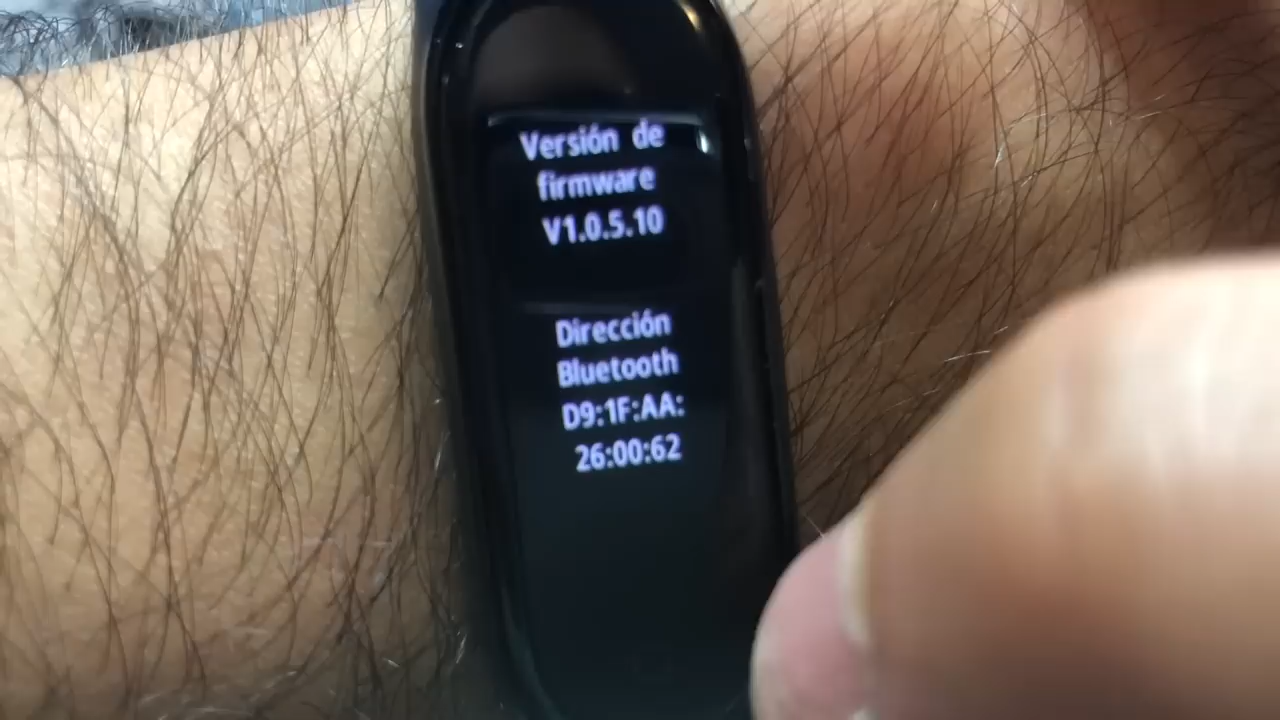 Versión de
firmware
V1.0.5.10
Dirección
Bluetooth
D9:1F:AA:
26:00:62